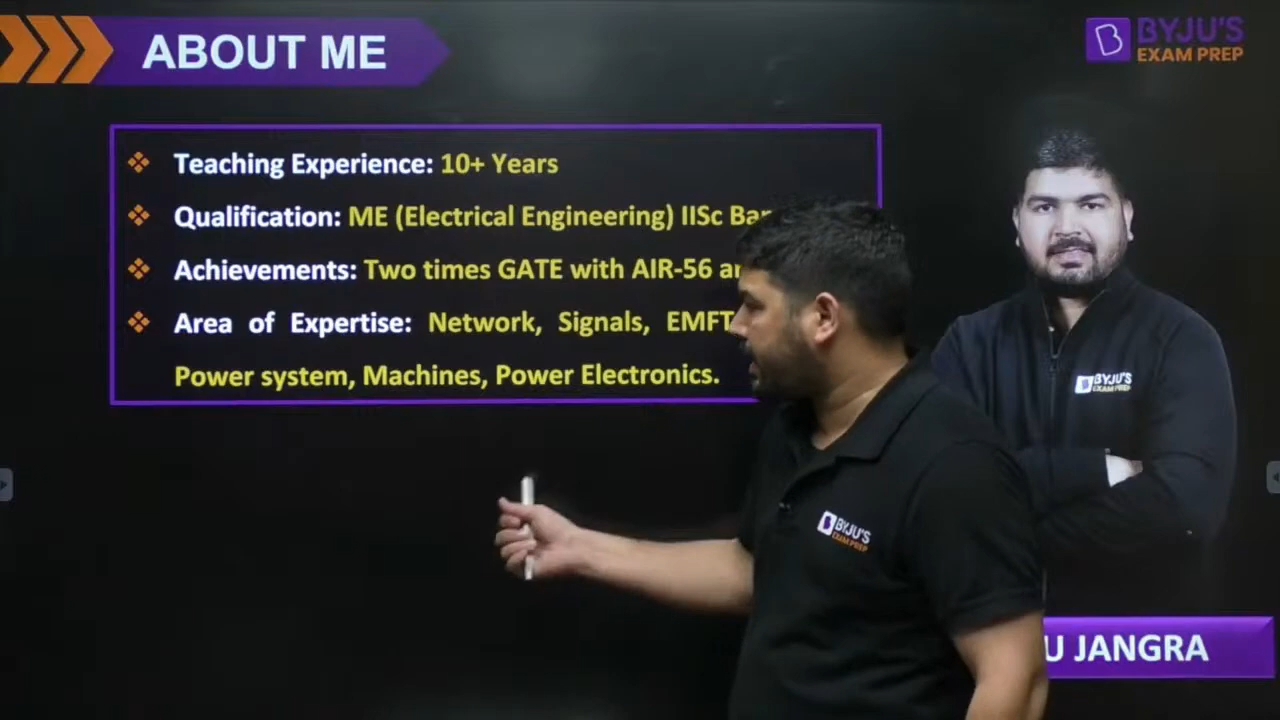 ABOUT ME
BYJU'S
EXAM PREP
Teaching Experience: 10+ Years
Qualification: ME (Electrical Engineering) IISc
Achievements: Two times GATE with AIR-56
Area of Expertise: Network, Signals, EMFT
Power system, Machines, Power Electronics.
BYJU'S
EXAM PREP
BYJU'S
EXAM PREP
JANGRA